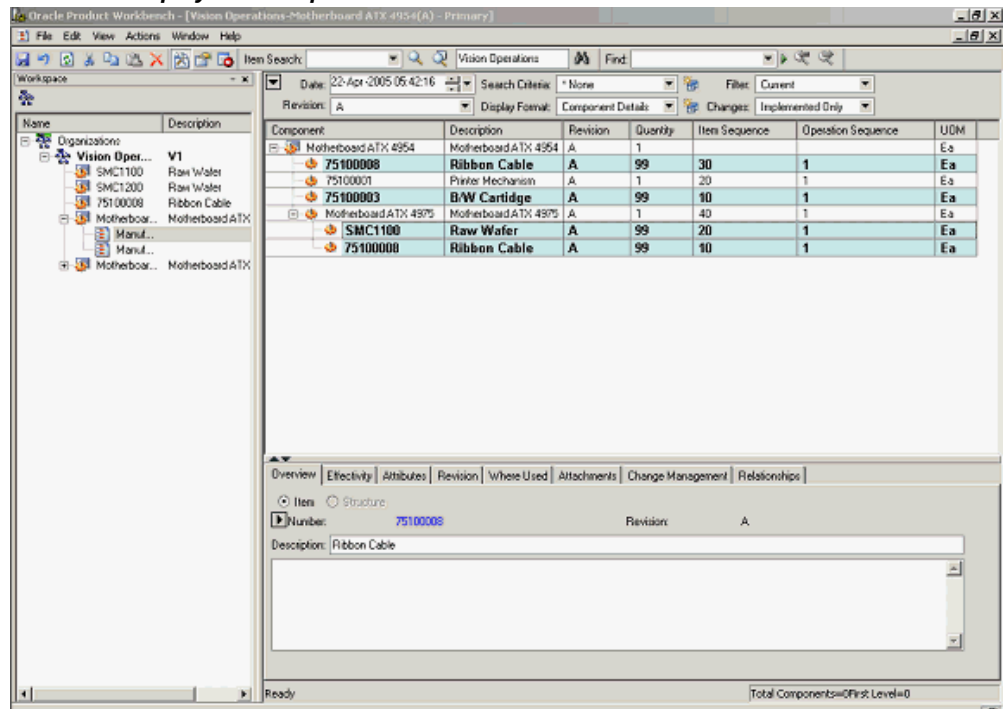 Oracle Product Workbench - [Vision Operations-Motherboard ATX 4954(A) - Primary]
File Edit View Actions Window Help
Item Search: Vision Operations Find:
Workspace
Date: 22-Apr-2005 05:42:16 Search Criteria: * None Filter: Current
Revision: A Display Format: Component Details Changes: Implemented Only
Name Description
Organizations
Vision Oper... V1
SMC1100 Raw Wafer
SMC1200 Raw Wafer
75100008 Ribbon Cable
Motherboar... Motherboard ATX
Manuf...
Manuf...
Motherboar... Motherboard ATX
Component Description Revision Quantity Item Sequence Operation Sequence UOM
Motherboard ATX 4954 Motherboard ATX 4954 A 1 Ea
75100008 Ribbon Cable A 99 30 1 Ea
75100001 Printer Mechanism A 1 20 1 Ea
75100003 B/W Cartidge A 99 10 1 Ea
Motherboard ATX 4975 Motherboard ATX 4975 A 1 40 1 Ea
SMC1100 Raw Wafer A 99 20 1 Ea
75100008 Ribbon Cable A 99 10 1 Ea
Overview Effectivity Attributes Revision Where Used Attachments Change Management Relationships
Item Structure
Number: 75100008 Revision: A
Description: Ribbon Cable
Ready Total Components=0First Level=0